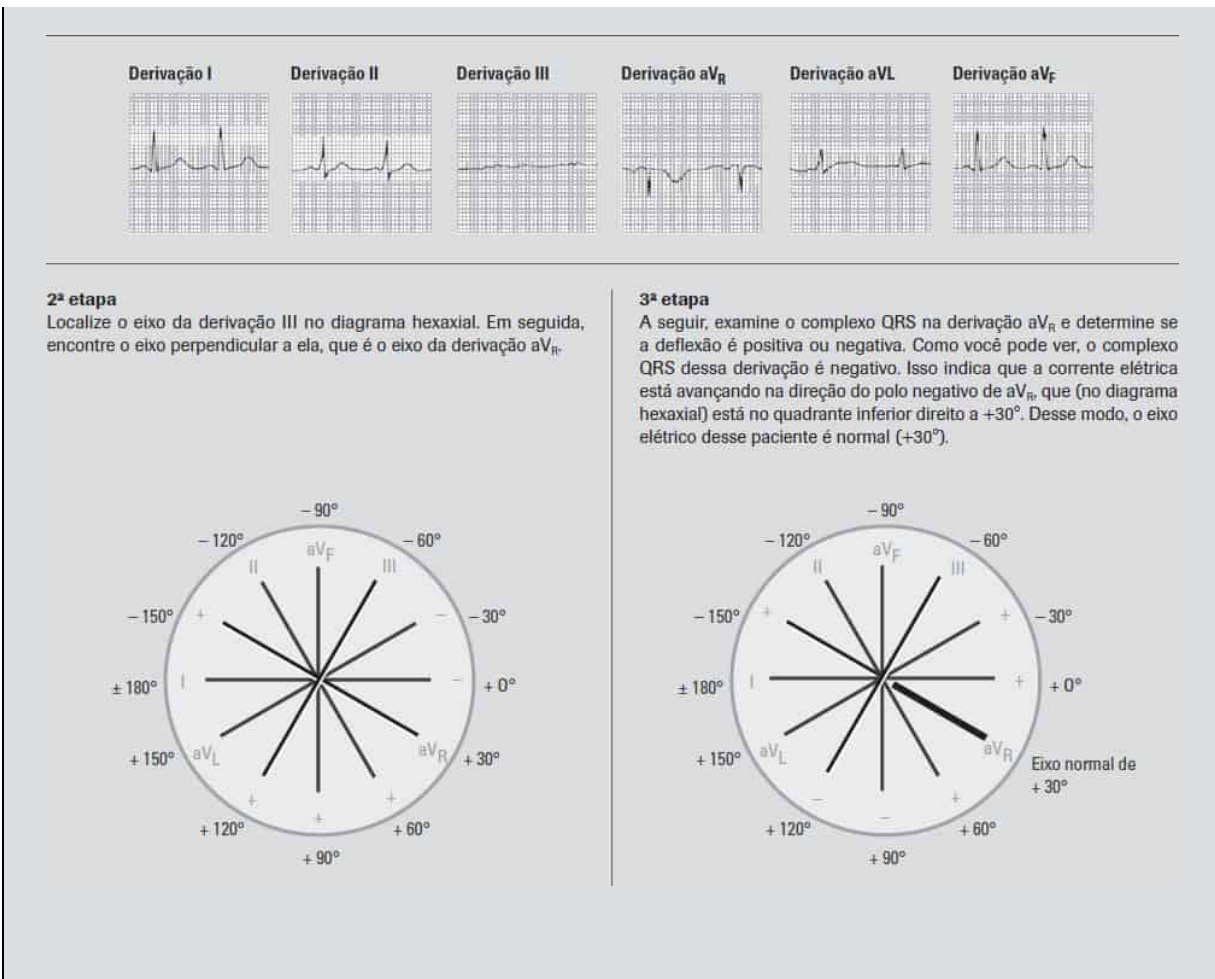 Derivação I Derivação II Derivação III Derivação aVR Derivação aVL Derivação aVF
2ª etapa
Localize o eixo da derivação III no diagrama hexaxial. Em seguida,
encontre o eixo perpendicular a ela, que é o eixo da derivação aVR.
3ª etapa
A seguir, examine o complexo QRS na derivação aVR e determine se
a deflexão é positiva ou negativa. Como você pode ver, o complexo
QRS dessa derivação é negativo. Isso indica que a corrente elétrica
está avançando na direção do polo negativo de aVR, que (no diagrama
hexaxial) está no quadrante inferior direito a +30°. Desse modo, o eixo
elétrico desse paciente é normal (+30°).
– 90°
– 120° aVF – 60°
II III
– 150° + – – 30°
± 180° I – + 0°
+ 150° aVL aVR + 30°
+ + +
+ 120° + 60°
+ 90°
– 90°
– 120° aVF – 60°
II III
– 150° + + – 30°
± 180° I + + 0°
+ 150° aVL aVR Eixo normal de
+ 30°
– – +
+ 120° + 60°
+ 90°